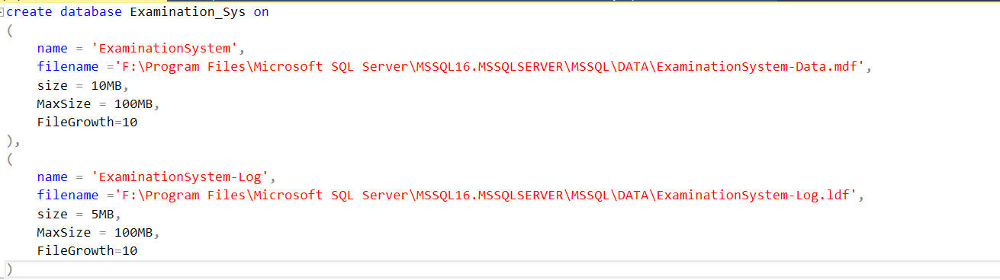 create database Examination_Sys on
(
    name = 'ExaminationSystem',
    filename ='F:\Program Files\Microsoft SQL Server\MSSQL16.MSSQLSERVER\MSSQL\DATA\ExaminationSystem-Data.mdf',
    size = 10MB,
    MaxSize = 100MB,
    FileGrowth=10
),
(
    name = 'ExaminationSystem-Log',
    filename ='F:\Program Files\Microsoft SQL Server\MSSQL16.MSSQLSERVER\MSSQL\DATA\ExaminationSystem-Log.ldf',
    size = 5MB,
    MaxSize = 100MB,
    FileGrowth=10
)